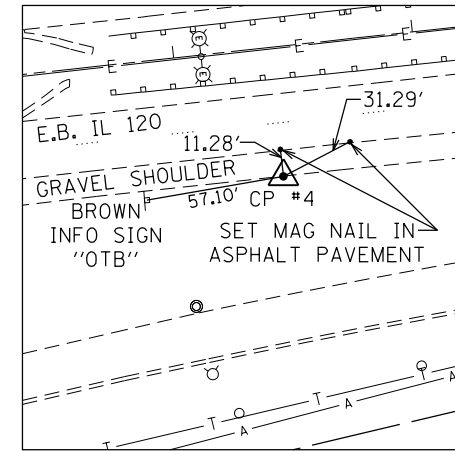 E
E
E
E
E
31.29'
E.B. IL 120
11.28'
GRAVEL SHOULDER
57.10'
CP #4
BROWN
INFO SIGN
"OTB"
SET MAG NAIL IN
ASPHALT PAVEMENT
T
T
T
T
A
A
A